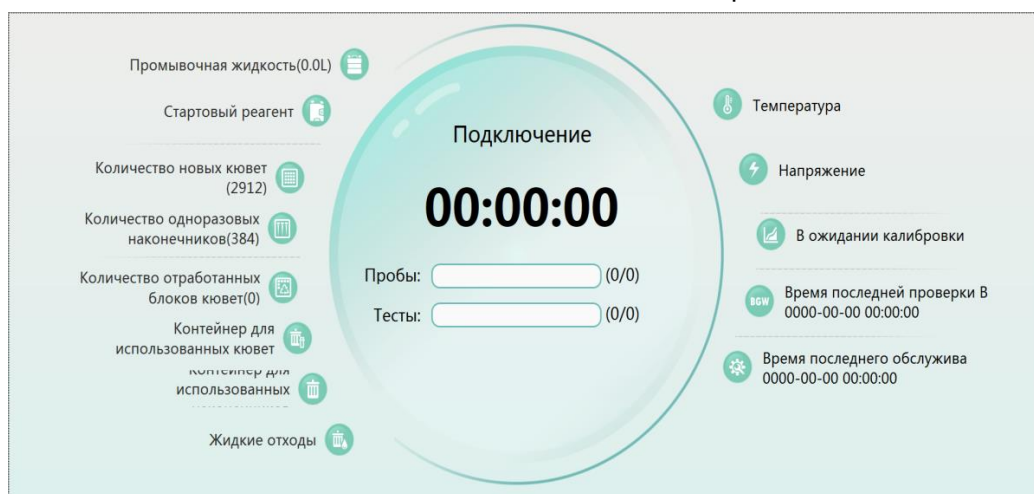 Промывочная жидкость(0.0L)
Стартовый реагент
Количество новых кювет
(2912)
Количество одноразовых
наконечников(384)
Количество отработанных
блоков кювет(0)
Контейнер для
использованных кювет
Контейнер для
использованных
Жидкие отходы
Подключение
00:00:00
Пробы: (0/0)
Тесты: (0/0)
Температура
Напряжение
В ожидании калибровки
BGW
Время последней проверки B
0000-00-00 00:00:00
Время последнего обслужива
0000-00-00 00:00:00